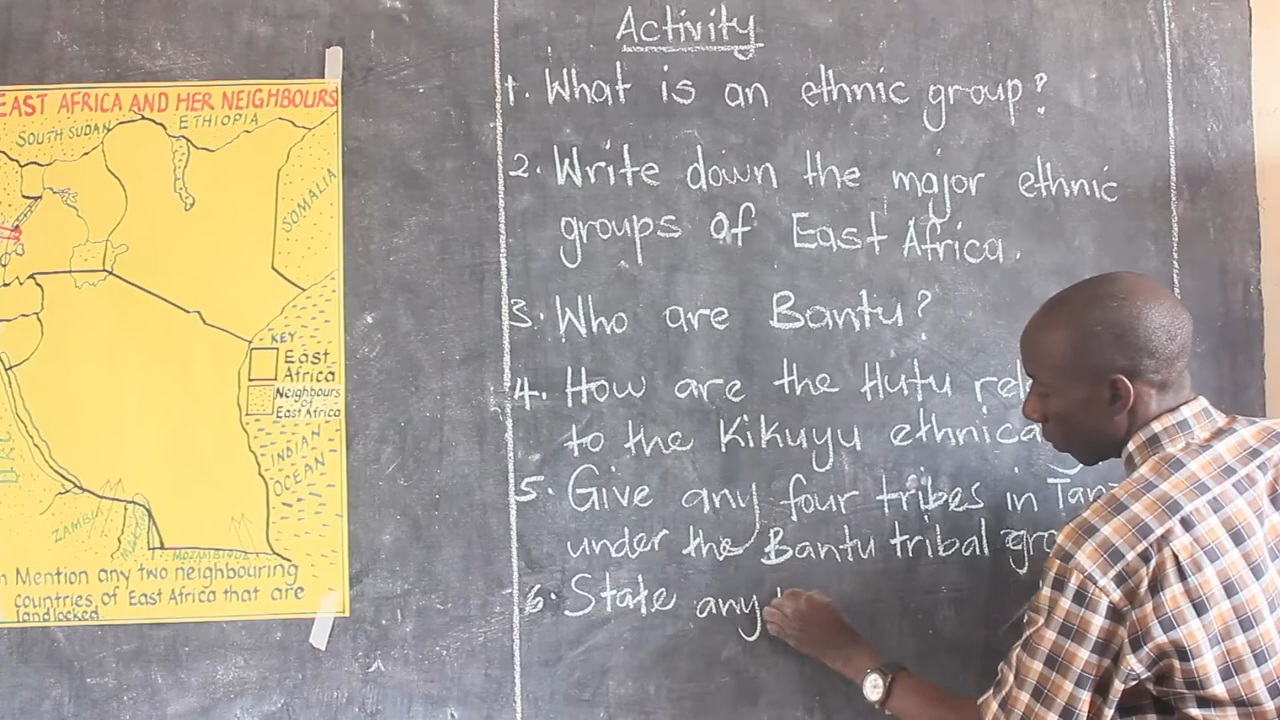 EAST AFRICA AND HER NEIGHBOURS
SOUTH SUDAN
ETHIOPIA
SOMALIA
KEY
East
Africa
Neighbours
of
East Africa
INDIAN
OCEAN
ZAMBIA
MOZAMBIQUE
Mention any two neighbouring
countries of East Africa that are
landlocked
Activity
1. What is an ethnic group?
2. Write down the major ethnic
groups of East Africa.
3. Who are Bantu?
4. How are the Hutu
to the Kikuyu
5. Give any four tribes in
under the Bantu tribal
6. State any